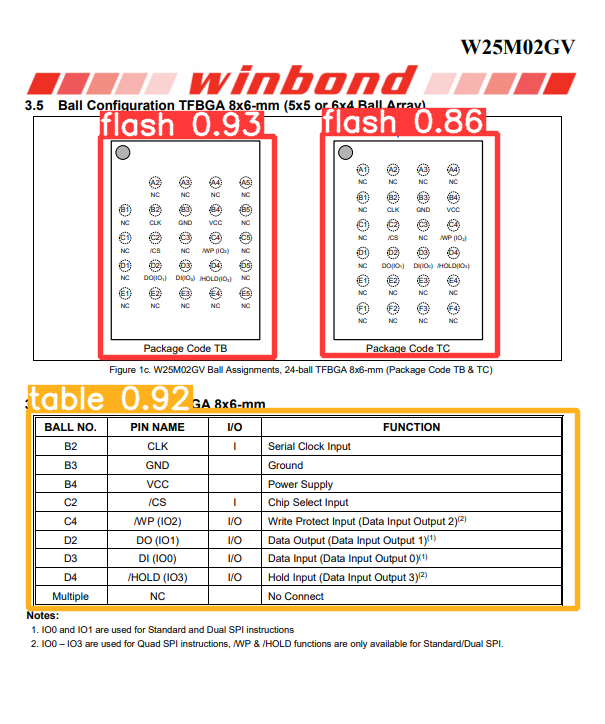 W25M02GV
winbond
3.5 Ball Configuration TFBGA 8x6-mm (5x5 or 6x4 Ball Array)
flash 0.93
flash 0.86
A2 A3 A4 A5
NC NC NC NC
B1 B2 B3 B4 B5
NC CLK GND VCC NC
C1 C2 C3 C4 C5
NC /CS NC /WP (IO2) NC
D1 D2 D3 D4 D5
NC DO(IO1) DI(IO0) /HOLD(IO3) NC
E1 E2 E3 E4 E5
NC NC NC NC NC
Package Code TB
A1 A2 A3 A4
NC NC NC NC
B1 B2 B3 B4
NC CLK GND VCC
C1 C2 C3 C4
NC /CS NC /WP (IO2)
D1 D2 D3 D4
NC DO(IO1) DI(IO0) /HOLD(IO3)
E1 E2 E3 E4
NC NC NC NC
F1 F2 F3 F4
NC NC NC NC
Package Code TC
Figure 1c. W25M02GV Ball Assignments, 24-ball TFBGA 8x6-mm (Package Code TB & TC)
table 0.92
GA 8x6-mm
BALL NO. PIN NAME I/O FUNCTION
B2 CLK I Serial Clock Input
B3 GND Ground
B4 VCC Power Supply
C2 /CS I Chip Select Input
C4 /WP (IO2) I/O Write Protect Input (Data Input Output 2)(2)
D2 DO (IO1) I/O Data Output (Data Input Output 1)(1)
D3 DI (IO0) I/O Data Input (Data Input Output 0)(1)
D4 /HOLD (IO3) I/O Hold Input (Data Input Output 3)(2)
Multiple NC No Connect
Notes:
1. IO0 and IO1 are used for Standard and Dual SPI instructions
2. IO0 – IO3 are used for Quad SPI instructions, /WP & /HOLD functions are only available for Standard/Dual SPI.